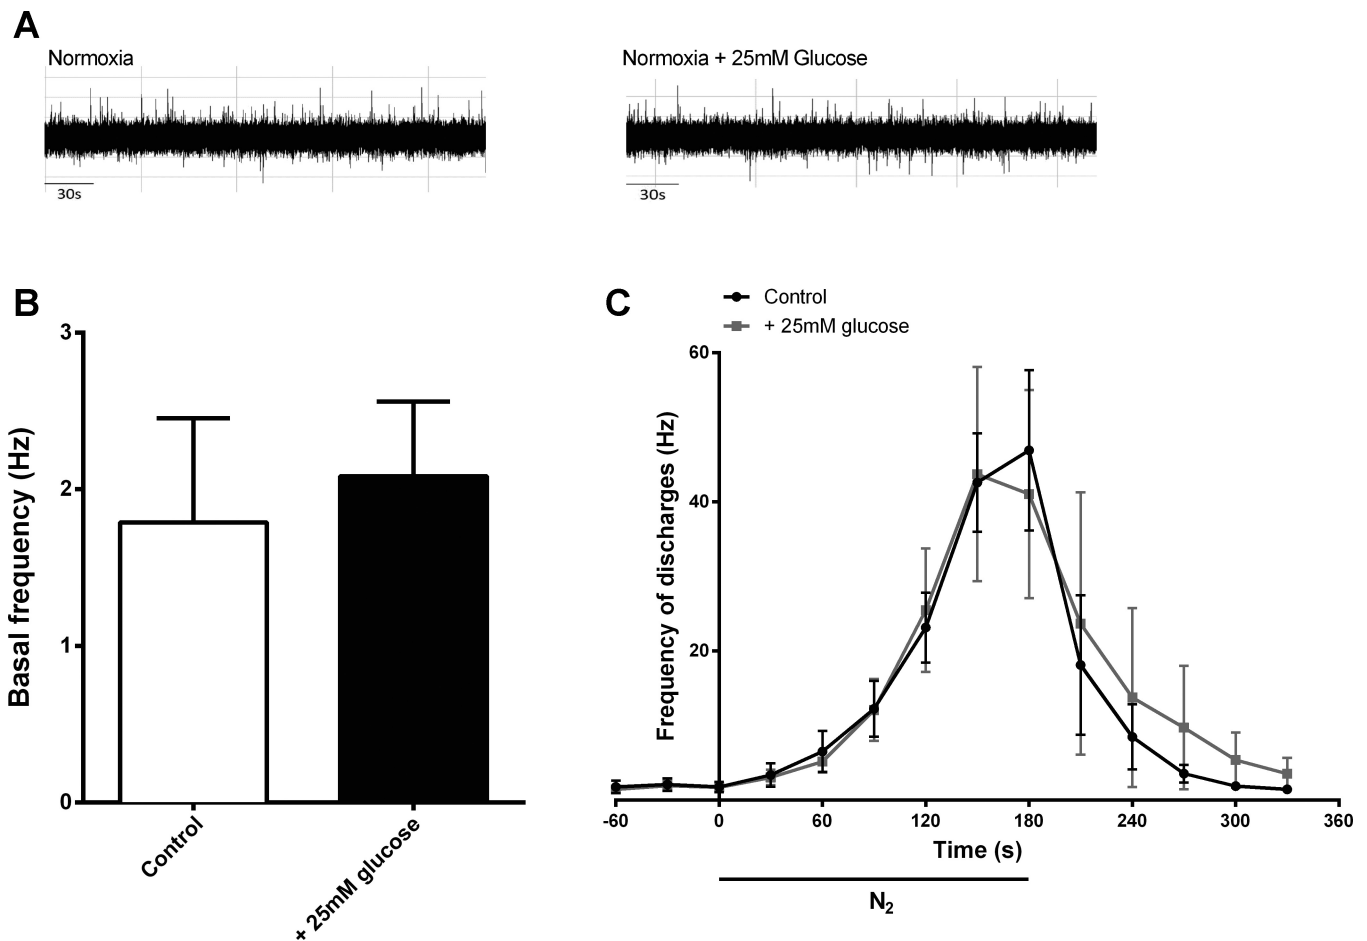 A
Normoxia
Normoxia + 25mM Glucose
30s
30s
B
C
Control
+ 25mM glucose
3
2
1
0
Basal frequency (Hz)
Control
+ 25mM glucose
60
40
20
Frequency of discharges (Hz)
-60 0 60 120 180 240 300 360
Time (s)
N2